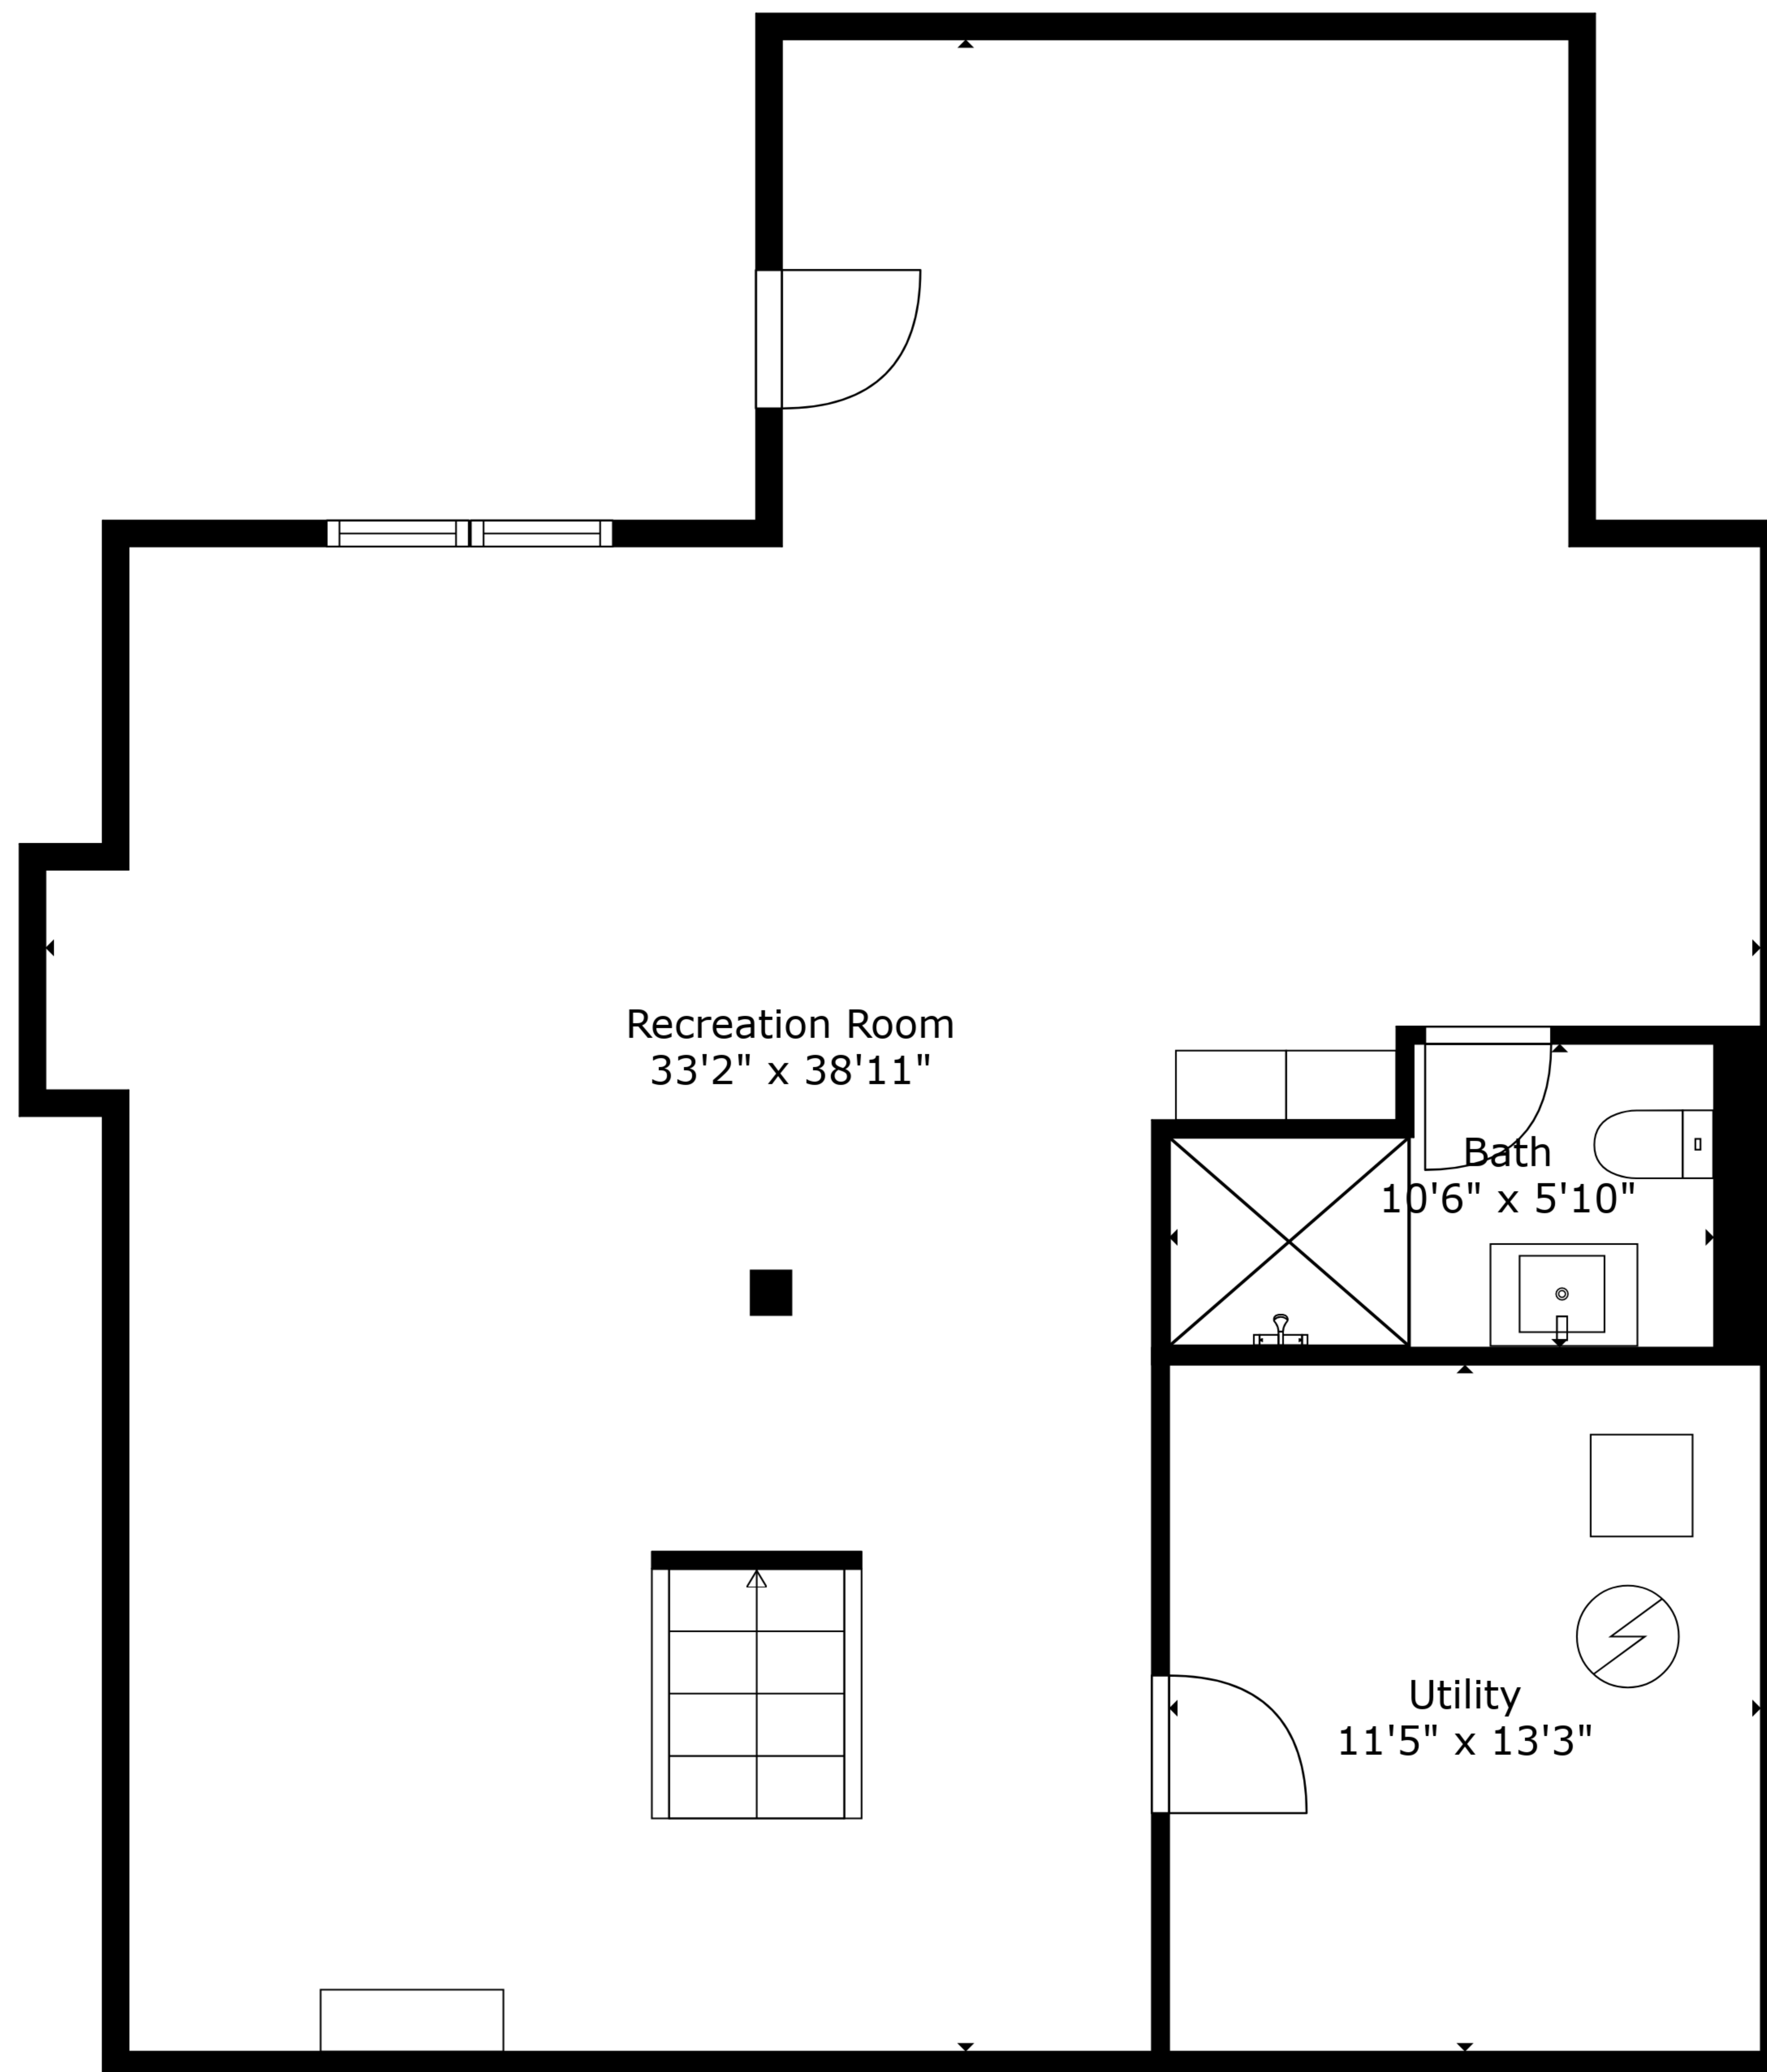 Recreation Room
33'2" x 38'11"
Bath
10'6" x 5'10"
Utility
11'5" x 13'3"